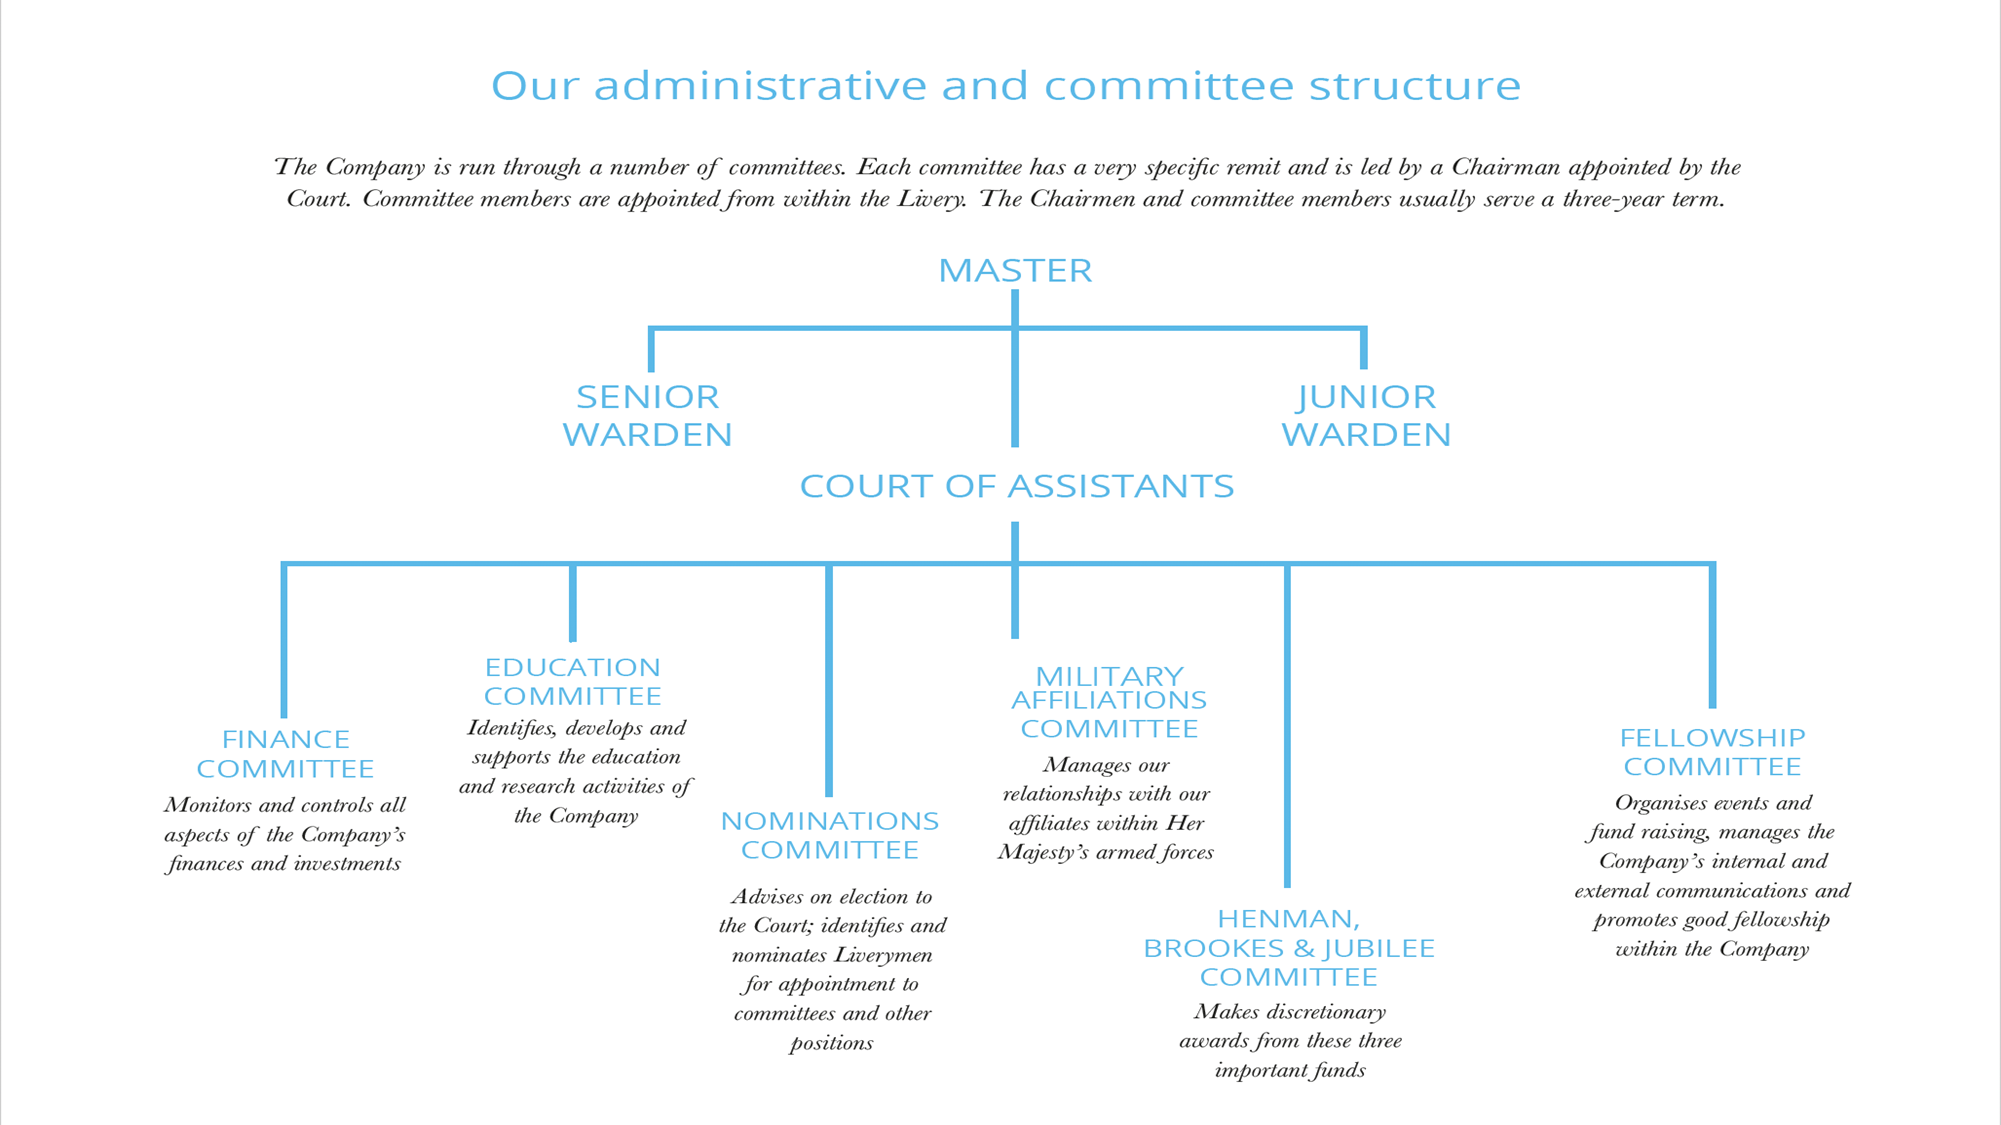 Our administrative and committee structure
The Company is run through a number of committees. Each committee has a very specific remit and is led by a Chairman appointed by the
Court. Committee members are appointed from within the Livery. The Chairmen and committee members usually serve a three-year term.
MASTER
SENIOR
WARDEN
JUNIOR
WARDEN
COURT OF ASSISTANTS
FINANCE
COMMITTEE
Monitors and controls all
aspects of the Company’s
finances and investments
EDUCATION
COMMITTEE
Identifies, develops and
supports the education
and research activities of
the Company
NOMINATIONS
COMMITTEE
Advises on election to
the Court; identifies and
nominates Liverymen
for appointment to
committees and other
positions
MILITARY
AFFILIATIONS
COMMITTEE
Manages our
relationships with our
affiliates within Her
Majesty’s armed forces
HENMAN,
BROOKES & JUBILEE
COMMITTEE
Makes discretionary
awards from these three
important funds
FELLOWSHIP
COMMITTEE
Organises events and
fund raising, manages the
Company’s internal and
external communications and
promotes good fellowship
within the Company